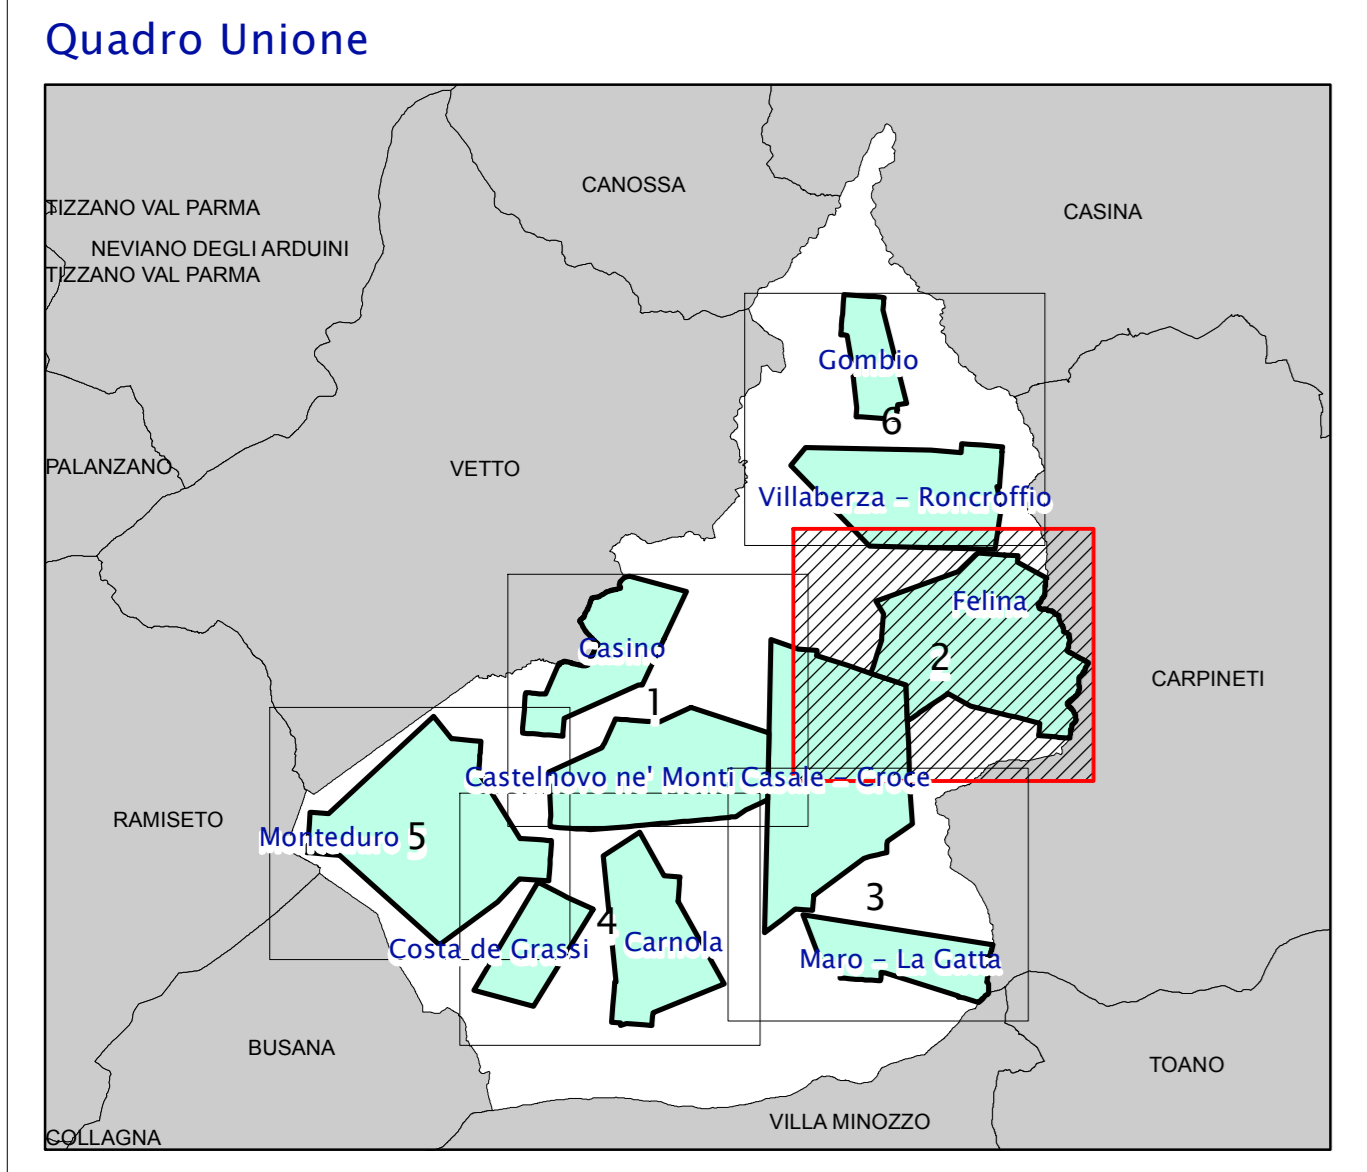 Quadro Unione
CANOSSA
TIZZANO VAL PARMA
CASINA
NEVIANO DEGLI ARDUINI
TIZZANO VAL PARMA
Gombio
6
PALANZANO
VETTO
Villaberza - Roncroffio
Felina
Casino
2
CARPINETI
1
Castelnovo ne' Monti
Casale - Croce
RAMISETO
Monteduro
5
3
4
Costa de Grassi
Carnola
Maro - La Gatta
BUSANA
TOANO
VILLA MINOZZO
COLLAGNA